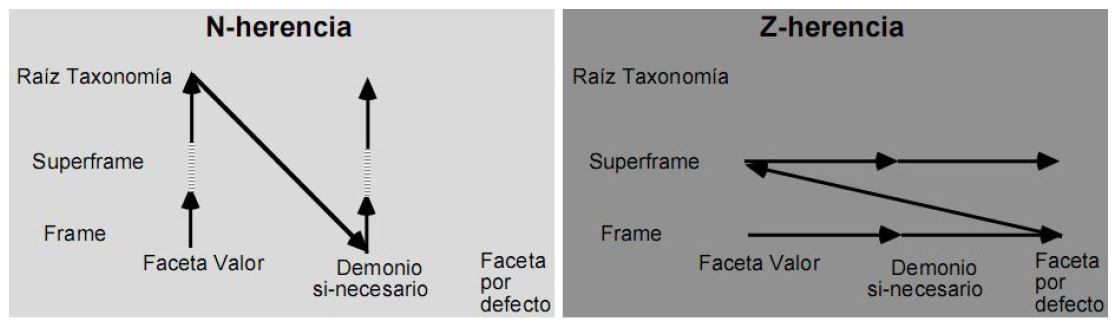 N-herencia
Raíz Taxonomía
Superframe
Frame
Faceta Valor
Demonio
si-necesario
Faceta
por
defecto
Z-herencia
Raíz Taxonomía
Superframe
Frame
Faceta Valor
Demonio
si-necesario
Faceta
por
defecto